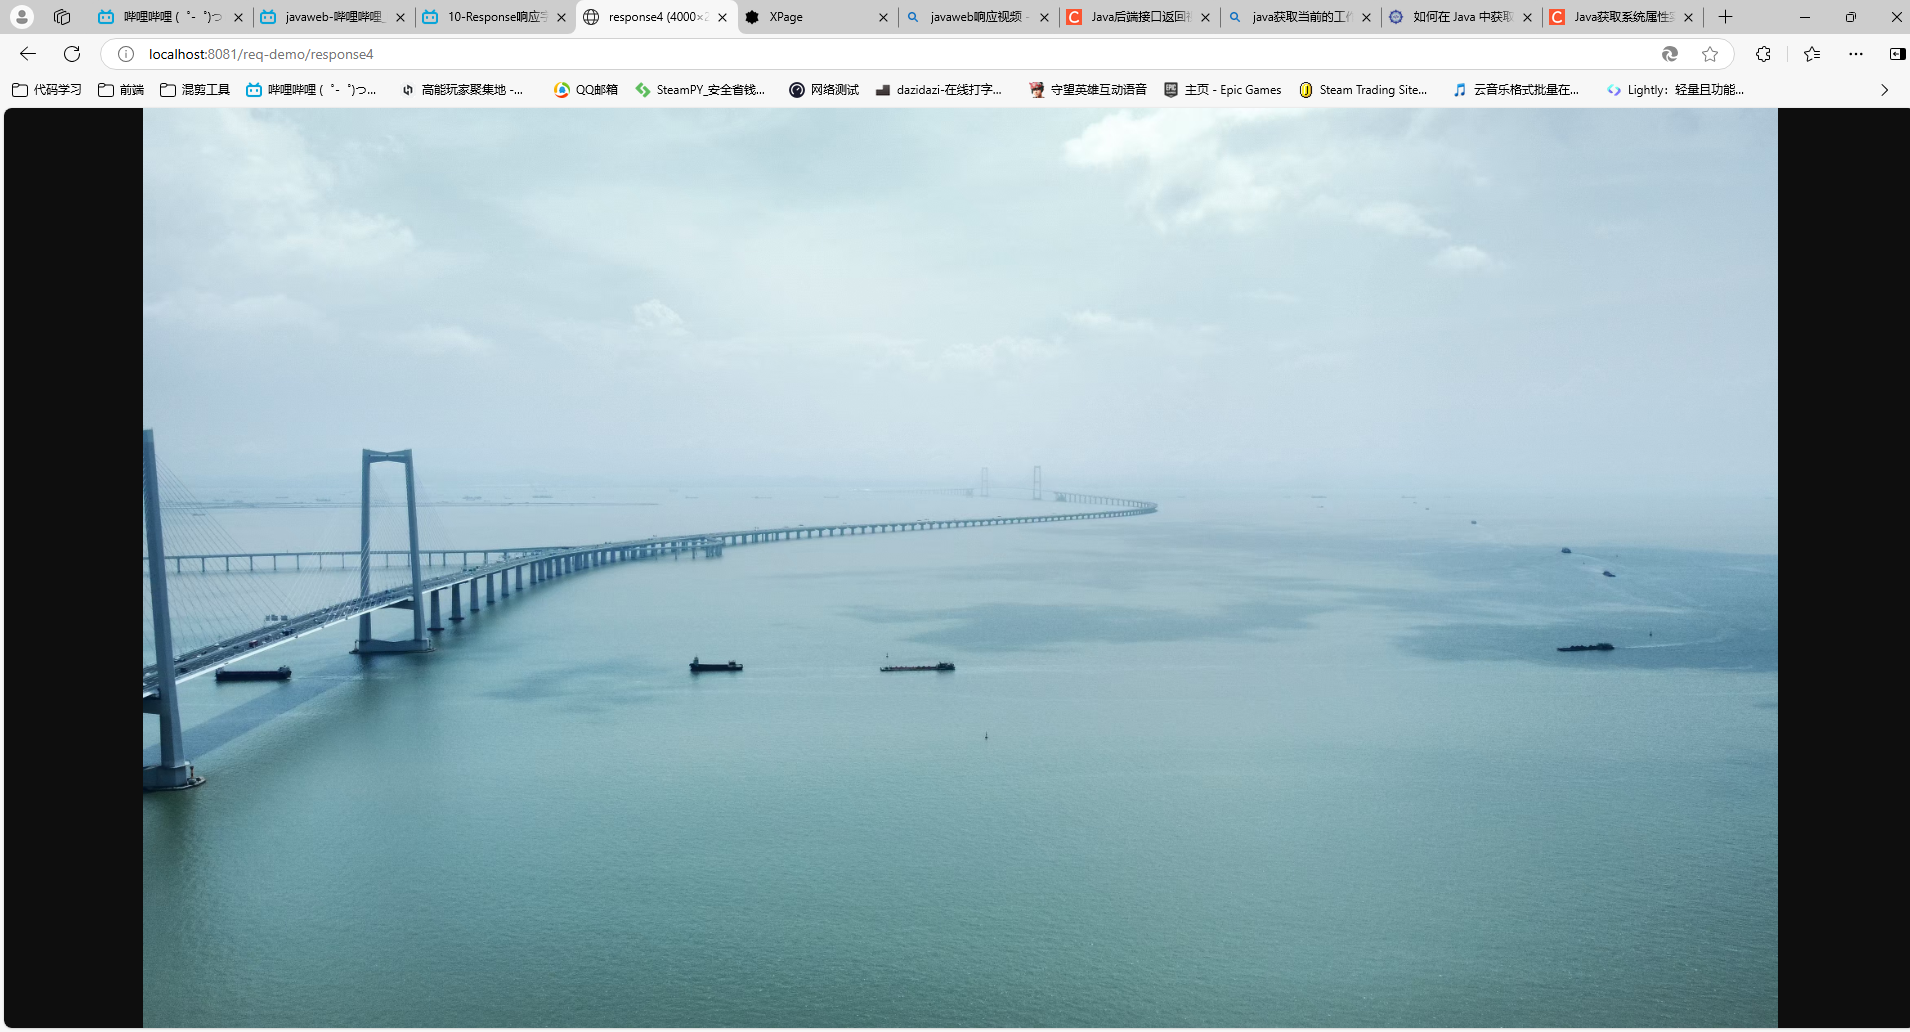 哔哩哔哩 ( ゜- ゜)つ
javaweb-哔哩哔哩_
10-Response响应字
response4 (4000×2
XPage
javaweb响应视频 -
Java后端接口返回
java获取当前的工作
如何在 Java 中获取
Java获取系统属性
localhost:8081/req-demo/response4
代码学习
前端
混剪工具
哔哩哔哩 ( ゜- ゜)つ...
高能玩家聚集地 -...
QQ邮箱
SteamPY_安全省钱...
网络测试
dazidazi-在线打字...
守望英雄互动语音
EPIC
主页 - Epic Games
Steam Trading Site...
云音乐格式批量在...
Lightly：轻量且功能...